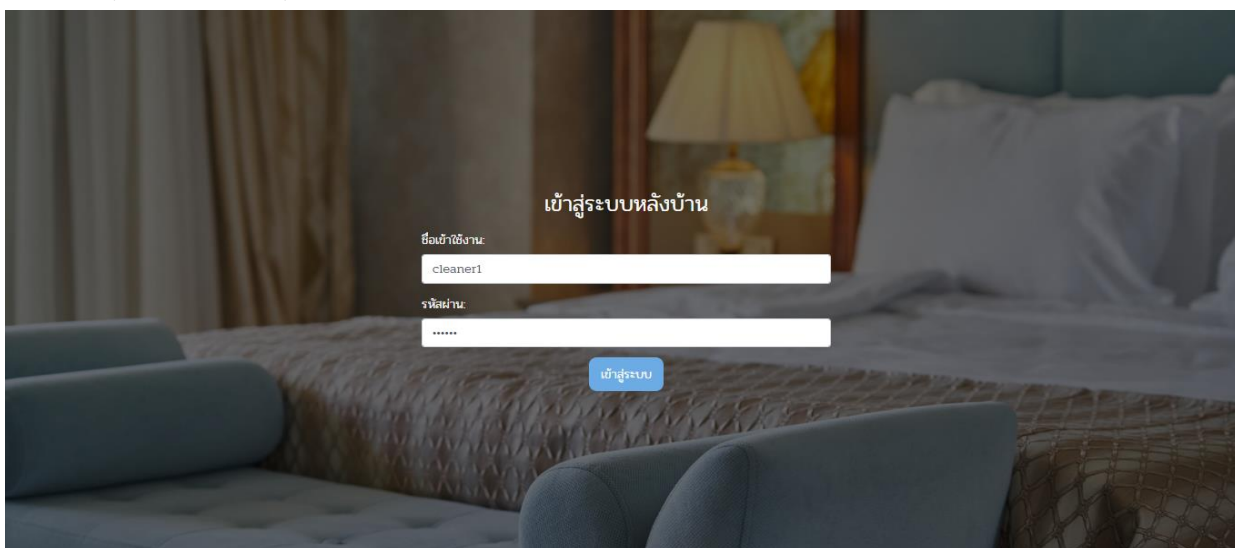 เข้าสู่ระบบหลังบ้าน
ชื่อเข้าใช้งาน:
cleaner1
รหัสผ่าน:
••••••
เข้าสู่ระบบ